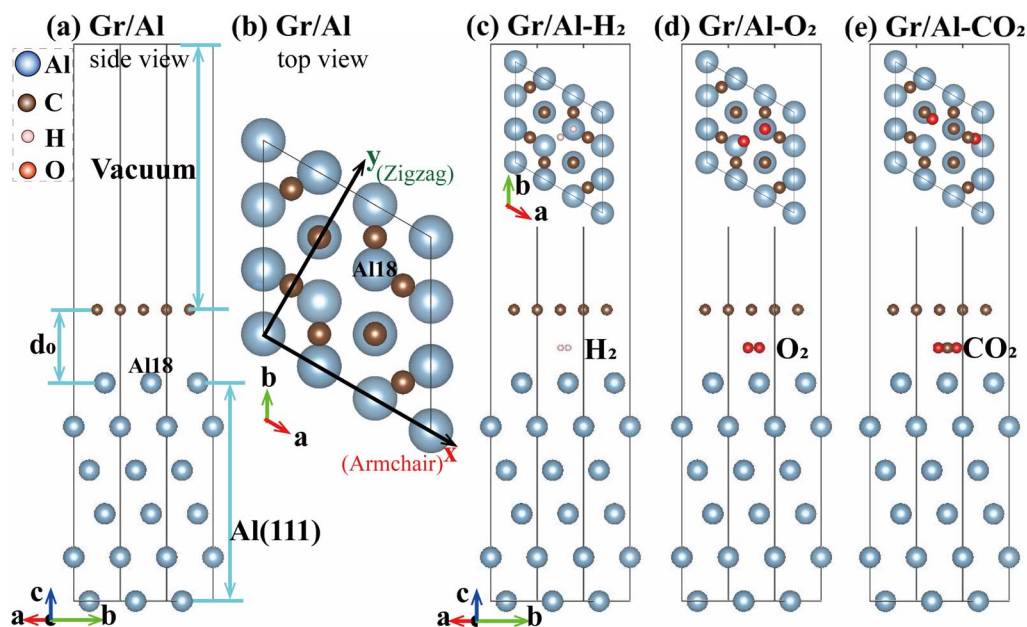 (a) Gr/Al
side view
Al
C
H
O
Vacuum
d₀
Al18
Al(111)
c
a
b
(b) Gr/Al
top view
y
(Zigzag)
Al18
b
a
(Armchair)
x
(c) Gr/Al-H₂
b
a
H₂
c
a
b
(d) Gr/Al-O₂
O₂
(e) Gr/Al-CO₂
CO₂